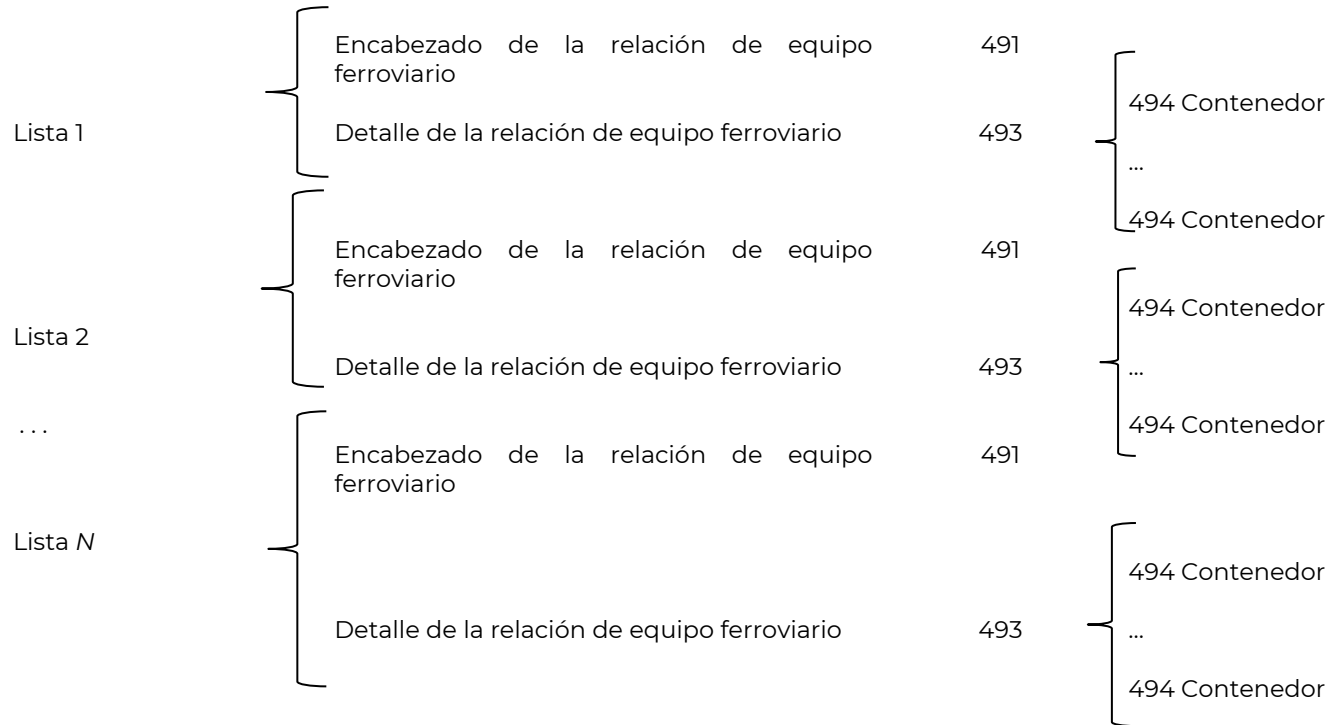 Encabezado de la relación de equipo 491
ferroviario
494 Contenedor
Lista 1 Detalle de la relación de equipo ferroviario 493
...
494 Contenedor
Encabezado de la relación de equipo 491
ferroviario
494 Contenedor
Lista 2
Detalle de la relación de equipo ferroviario 493 ...
. . . 494 Contenedor
Encabezado de la relación de equipo 491
ferroviario
Lista N
494 Contenedor
Detalle de la relación de equipo ferroviario 493 ...
494 Contenedor